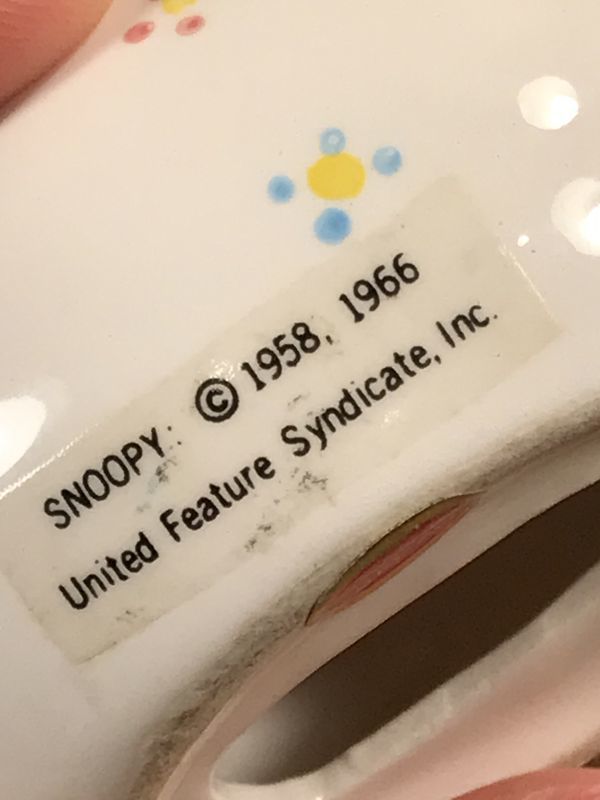 SNOOPY: © 1958, 1966
United Feature Syndicate, Inc.